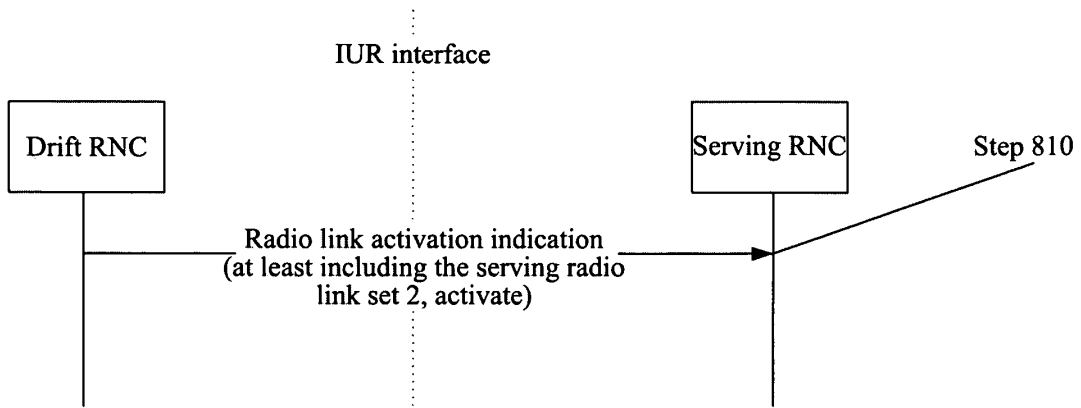 IUR interface
Drift RNC
Serving RNC
Step 810
Radio link activation indication
(at least including the serving radio
link set 2, activate)